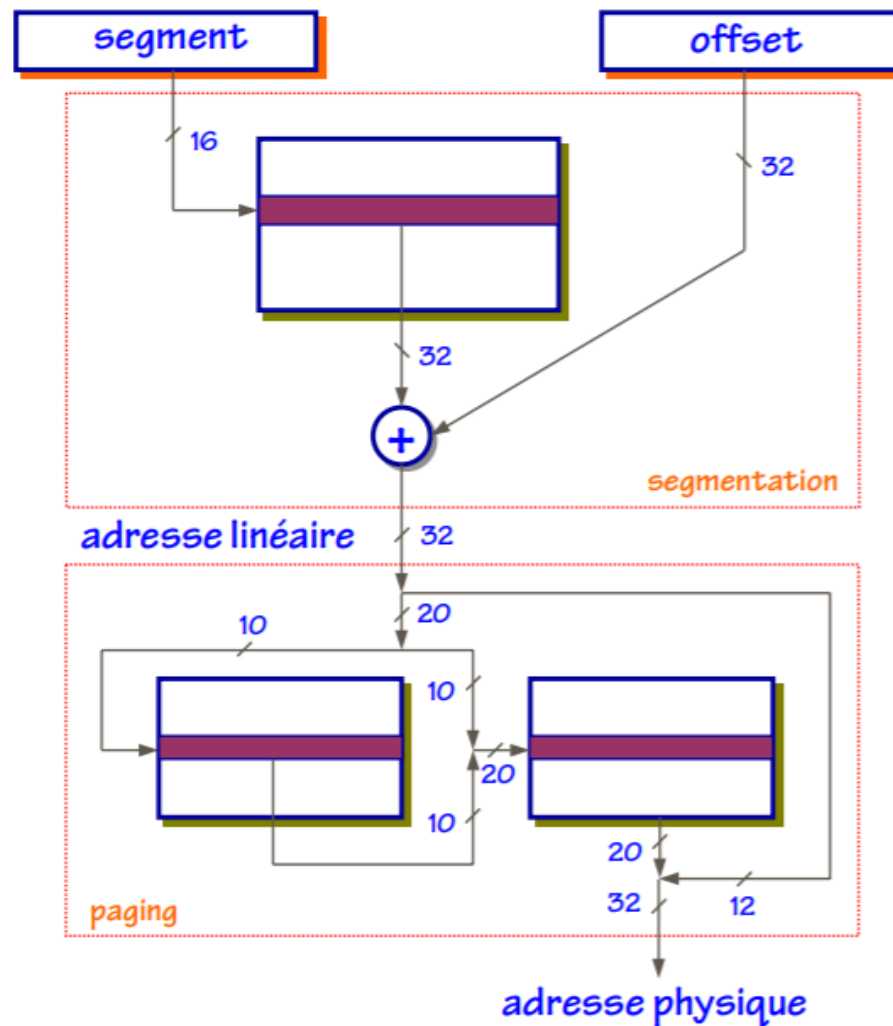 segment
offset
16
32
32
+
segmentation
adresse linéaire
32
20
10
10
20
10
20
32
12
paging
adresse physique